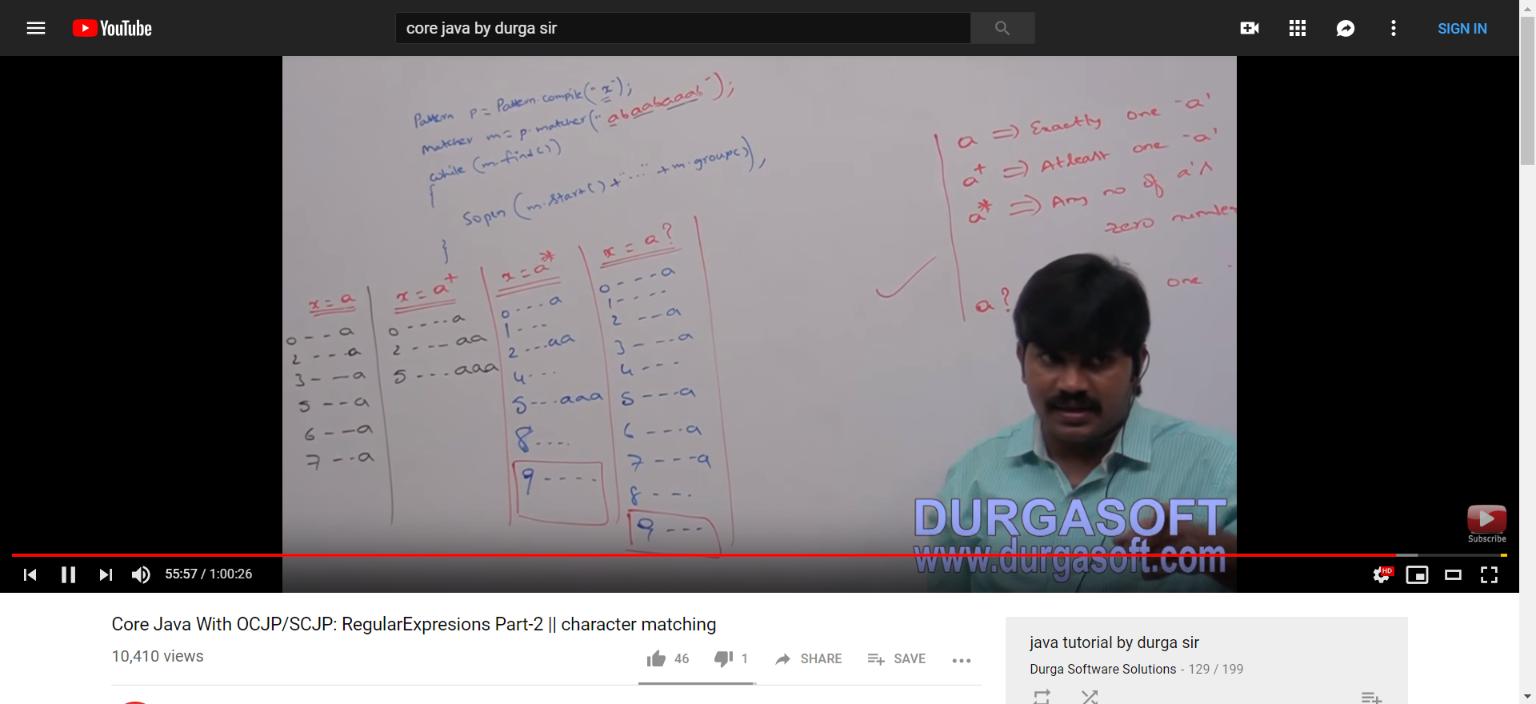 YouTube
core java by durga sir
SIGN IN
Pattern p = Pattern.compile("x");
Matcher m = p.matcher("abaabaaab");
while (m.find())
{
Sopln (m.start() + "..." + m.group());
}
x = a
0 - - a
2 - - - a
3 - - a
5 - - - a
6 - - a
7 - - a
x = a+
0 - - - - a
2 - - - - aa
5 - - - aaa
x = a*
0 - - - a
1 - - -
2 - - - aa
4 - - -
5 - - - aaa
8 - - - -
9 - - - - -
x = a?
0 - - - a
1 - - - -
2 - - - a
3 - - - a
4 - - -
5 - - - a
6 - - - a
7 - - - a
8 - - -
9 - - -
a => Exactly one 'a'
a+ => Atleast one 'a'
a* => Any no of a's
zero number
a?
one
DURGASOFT
www.durgasoft.com
Subscribe
55:57 / 1:00:26
HD
Core Java With OCJP/SCJP: RegularExpresions Part-2 || character matching
10,410 views
46
1
SHARE
SAVE
java tutorial by durga sir
Durga Software Solutions - 129 / 199